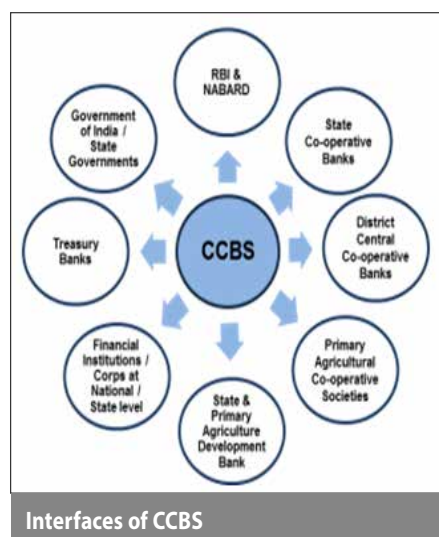 RBI &
NABARD
State
Co-operative
Banks
District
Central
Co-operative
Banks
Primary
Agricultural
Co-operative
Societies
State &
Primary
Agriculture
Development
Bank
Financial
Institutions /
Corps at
National /
State level
Treasury
Banks
Government
of India /
State
Governments
CCBS
Interfaces of CCBS